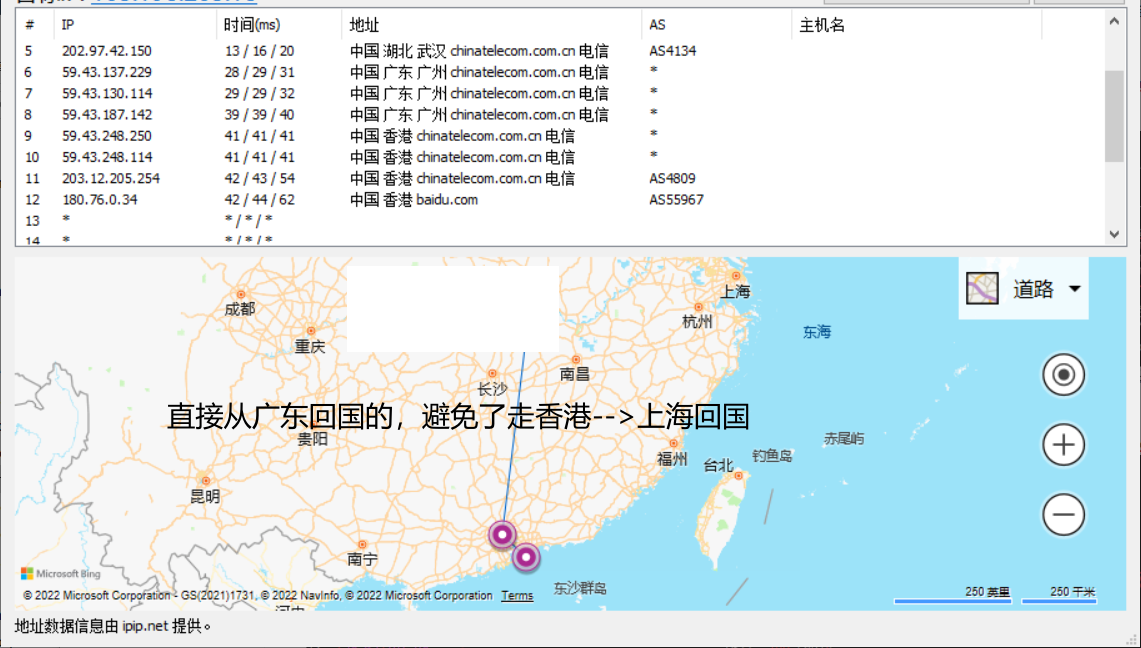 # IP 时间(ms) 地址 AS 主机名
5 202.97.42.150 13 / 16 / 20 中国 湖北 武汉 chinatelecom.com.cn 电信 AS4134
6 59.43.137.229 28 / 29 / 31 中国 广东 广州 chinatelecom.com.cn 电信 *
7 59.43.130.114 29 / 29 / 32 中国 广东 广州 chinatelecom.com.cn 电信 *
8 59.43.187.142 39 / 39 / 40 中国 广东 广州 chinatelecom.com.cn 电信 *
9 59.43.248.250 41 / 41 / 41 中国 香港 chinatelecom.com.cn 电信 *
10 59.43.248.114 41 / 41 / 41 中国 香港 chinatelecom.com.cn 电信 *
11 203.12.205.254 42 / 43 / 54 中国 香港 chinatelecom.com.cn 电信 AS4809
12 180.76.0.34 42 / 44 / 62 中国 香港 baidu.com AS55967
13 * * / * / *
14 * * / * / *
道路
上海
成都
杭州
东海
重庆
南昌
长沙
直接从广东回国的，避免了走香港-->上海回国
贵阳
赤尾屿
钓鱼岛
福州
台北
昆明
南宁
Microsoft Bing
东沙群岛
250 英里 250 千米
© 2022 Microsoft Corporation - GS(2021)1731, © 2022 NavInfo, © 2022 Microsoft Corporation Terms
河内
地址数据信息由 ipip.net 提供。